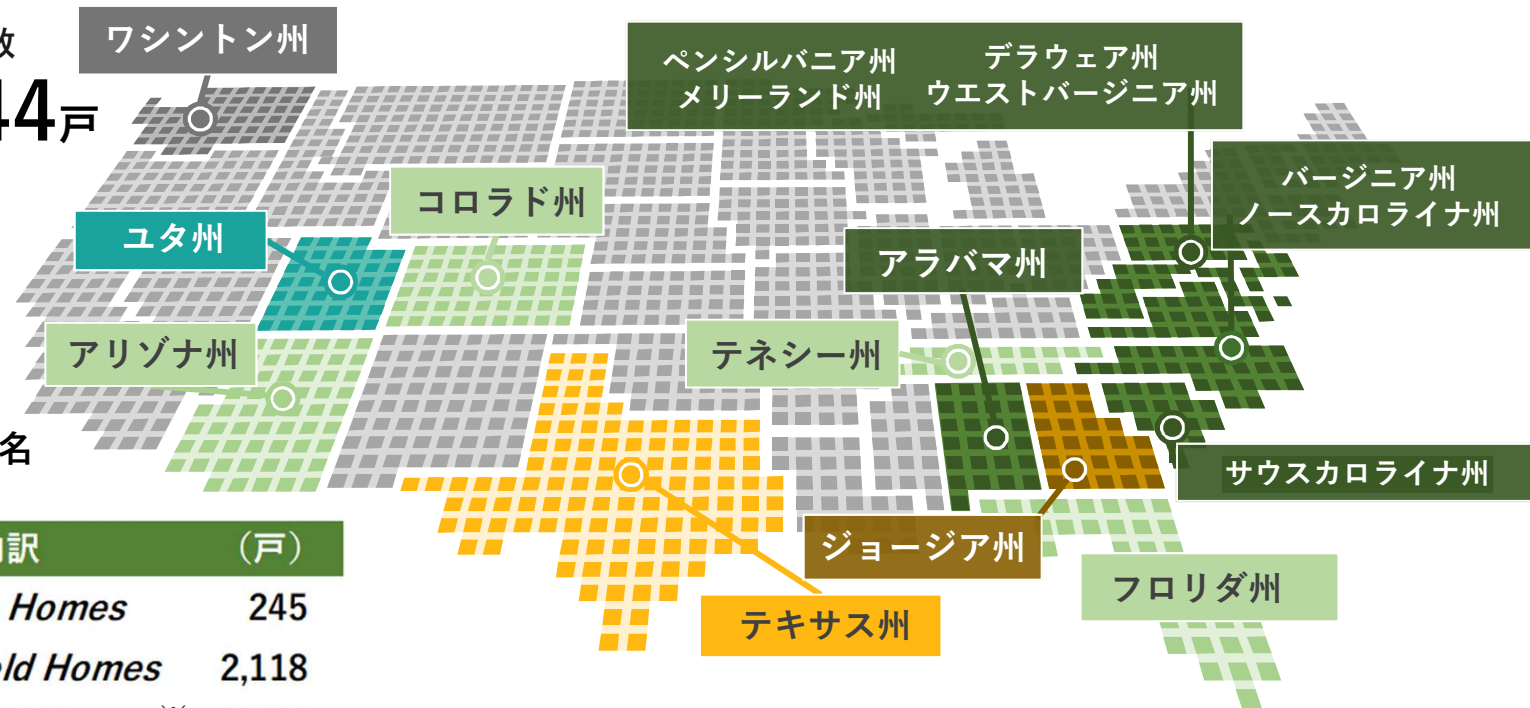 数
ワシントン州
44戸
ペンシルバニア州
メリーランド州
デラウェア州
ウエストバージニア州
バージニア州
ノースカロライナ州
コロラド州
ユタ州
アラバマ州
アリゾナ州
テネシー州
名
サウスカロライナ州
ジョージア州
フロリダ州
テキサス州
訳 （戸）
Homes 245
ld Homes 2,118
※